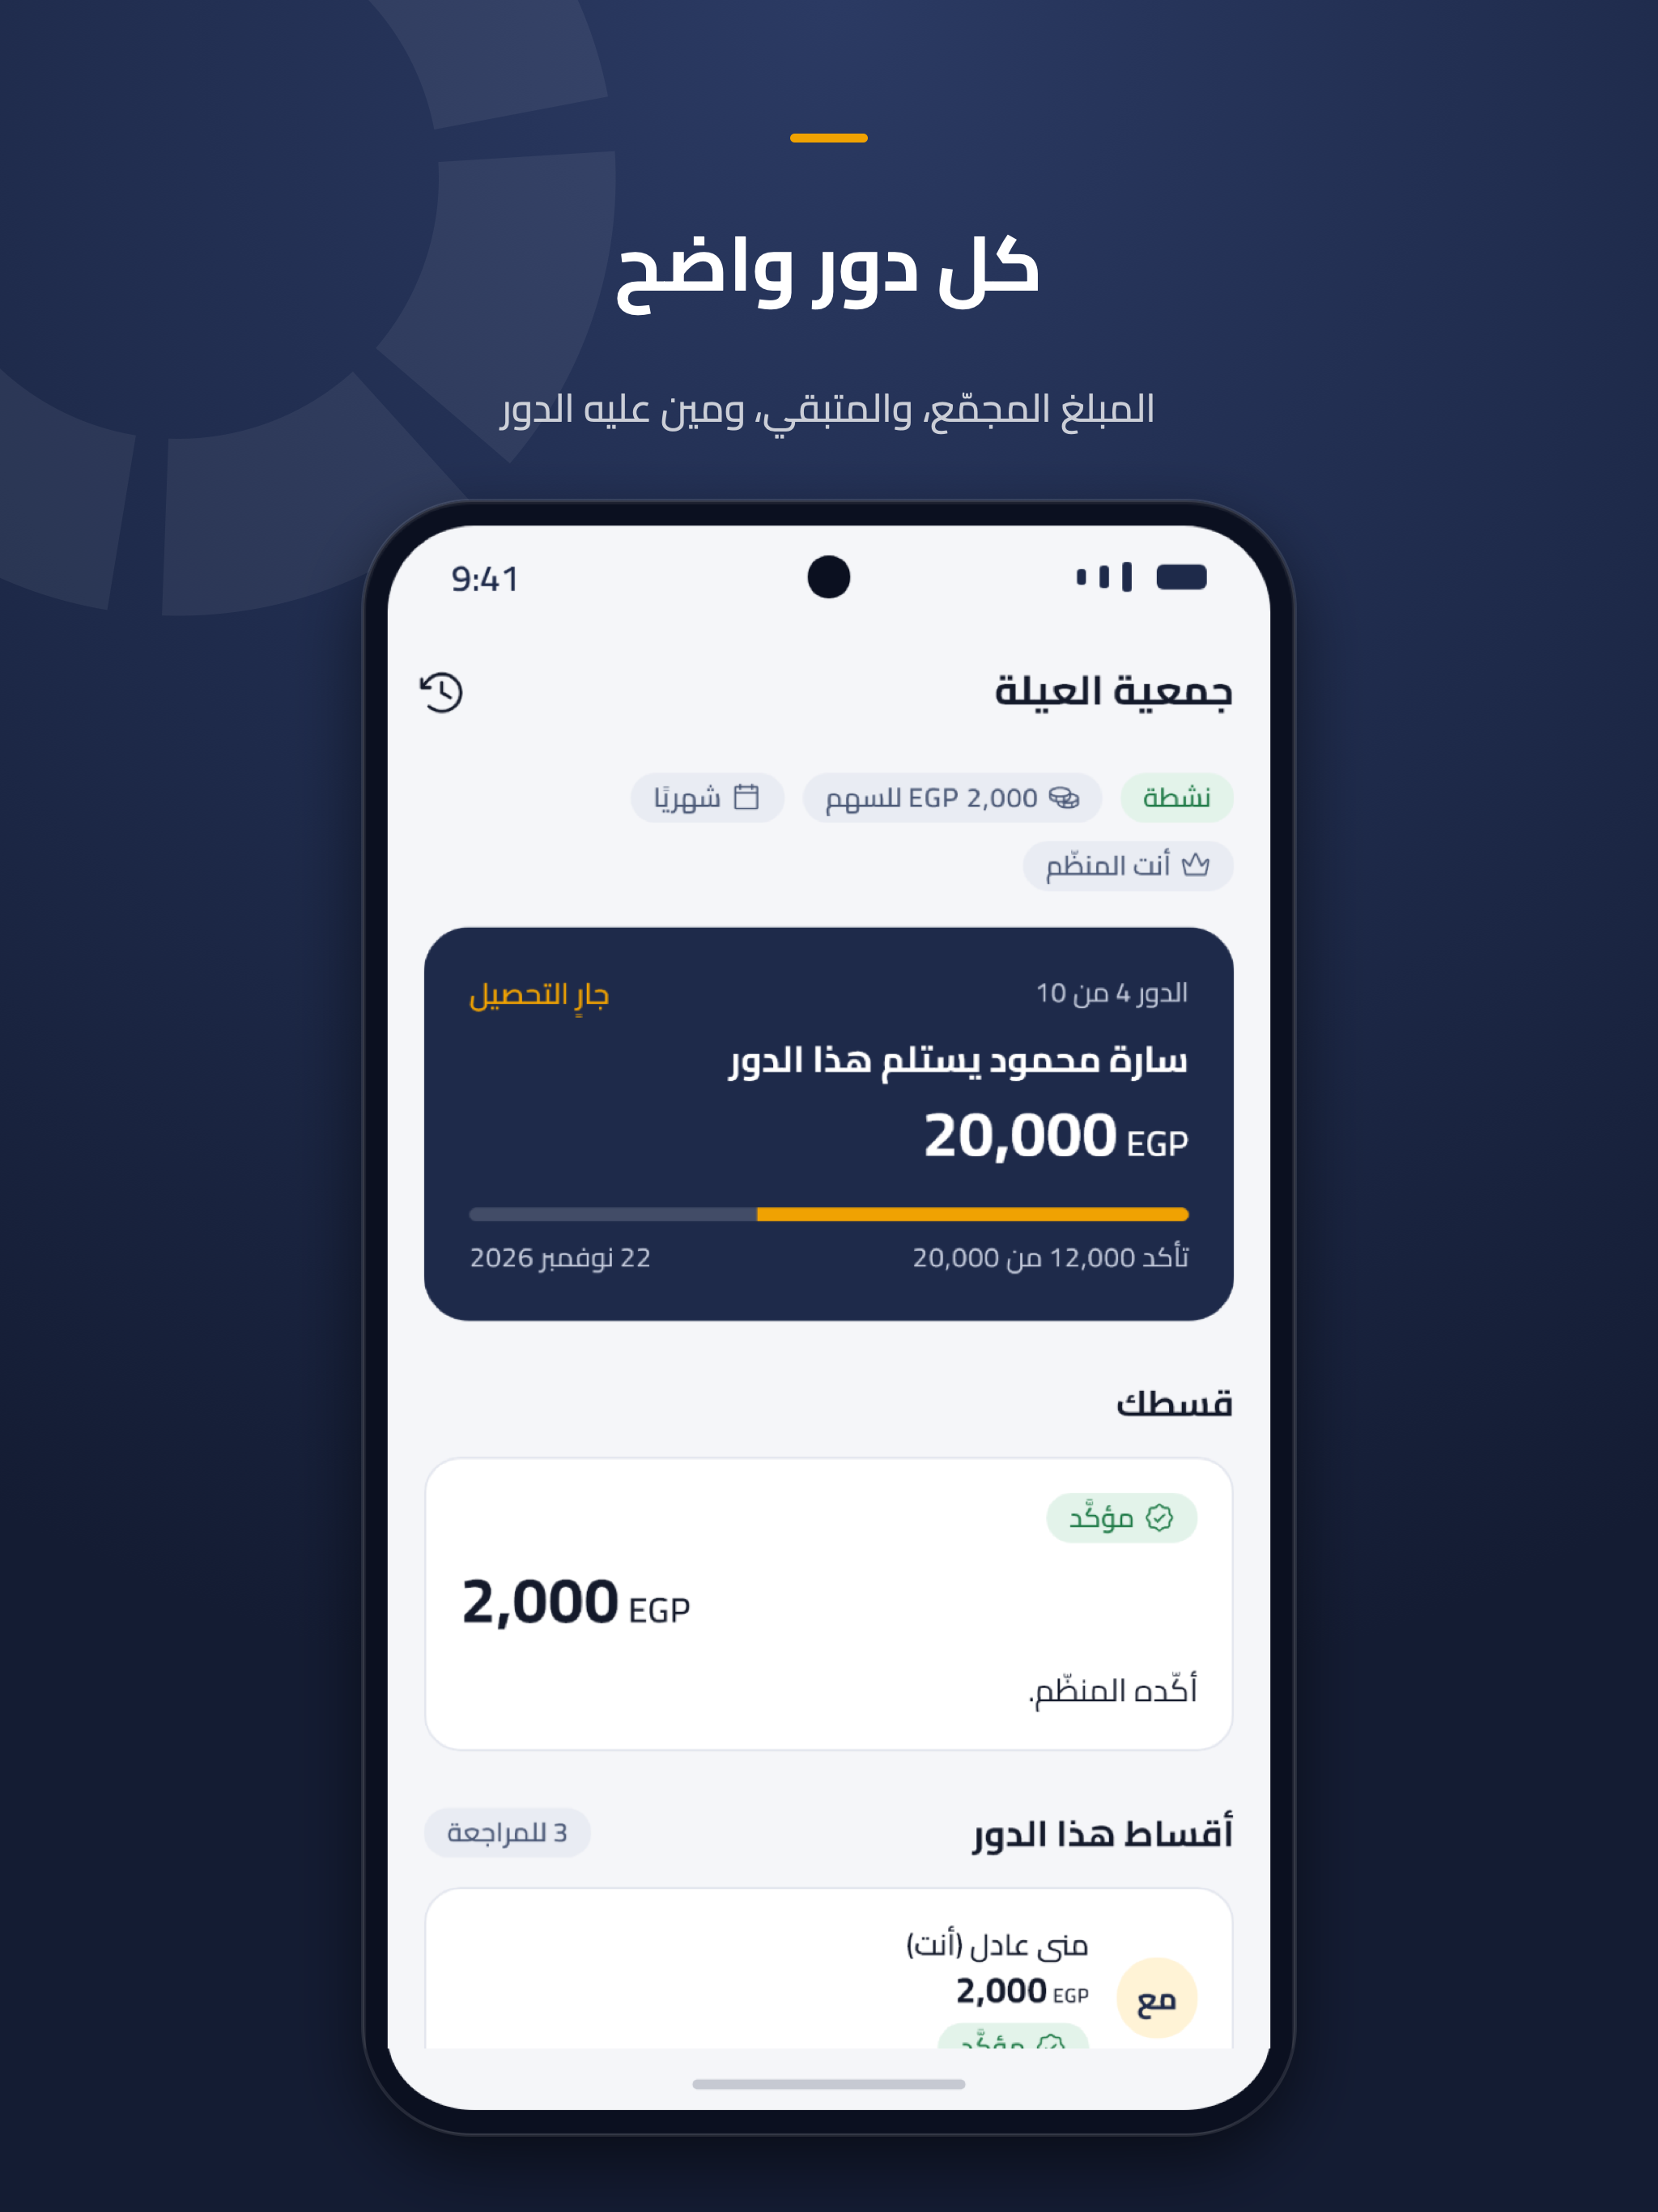 كل دور واضح
المبلغ المجمّع، والمتبقي، ومين عليه الدور
9:41
جمعية العيلة
نشطة
2,000 EGP للسهم
شهريًا
أنت المنظّم
الدور 4 من 10
جارٍ التحصيل
سارة محمود يستلم هذا الدور
20,000 EGP
تأكد 12,000 من 20,000
22 نوفمبر 2026
قسطك
مؤكَّد
2,000 EGP
أكّده المنظّم.
أقساط هذا الدور
3 للمراجعة
مع
منى عادل (أنت)
2,000 EGP
مؤكَّد